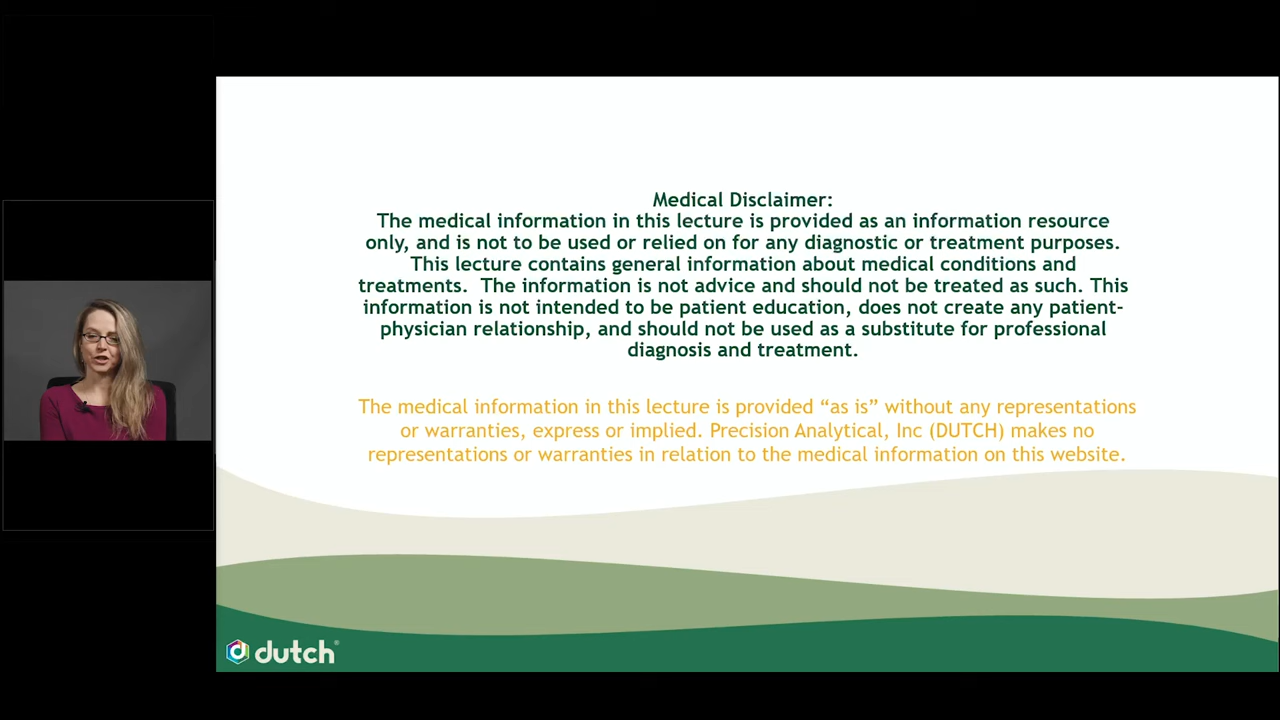 Medical Disclaimer:
The medical information in this lecture is provided as an information resource
only, and is not to be used or relied on for any diagnostic or treatment purposes.
This lecture contains general information about medical conditions and
treatments.  The information is not advice and should not be treated as such. This
information is not intended to be patient education, does not create any patient-
physician relationship, and should not be used as a substitute for professional
diagnosis and treatment.
The medical information in this lecture is provided “as is” without any representations
or warranties, express or implied. Precision Analytical, Inc (DUTCH) makes no
representations or warranties in relation to the medical information on this website.
dutch®